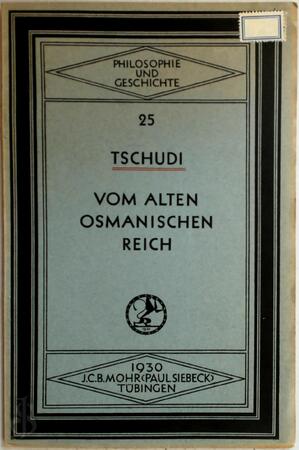 PHILOSOPHIE
UND
GESCHICHTE
25
TSCHUDI
VOM ALTEN
OSMANISCHEN
REICH
1930
J.C.B.MOHR<PAUL SIEBECK>
TÜBINGEN